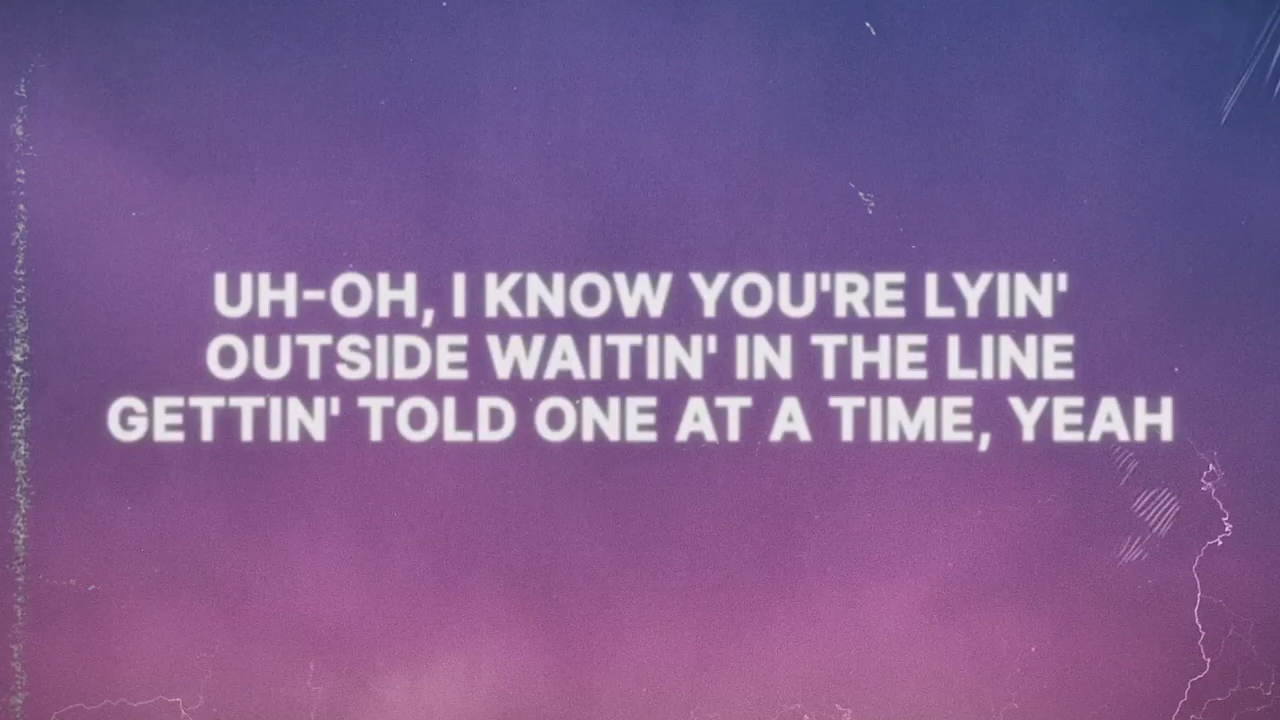 UH-OH, I KNOW YOU'RE LYIN'
OUTSIDE WAITIN' IN THE LINE
GETTIN' TOLD ONE AT A TIME, YEAH